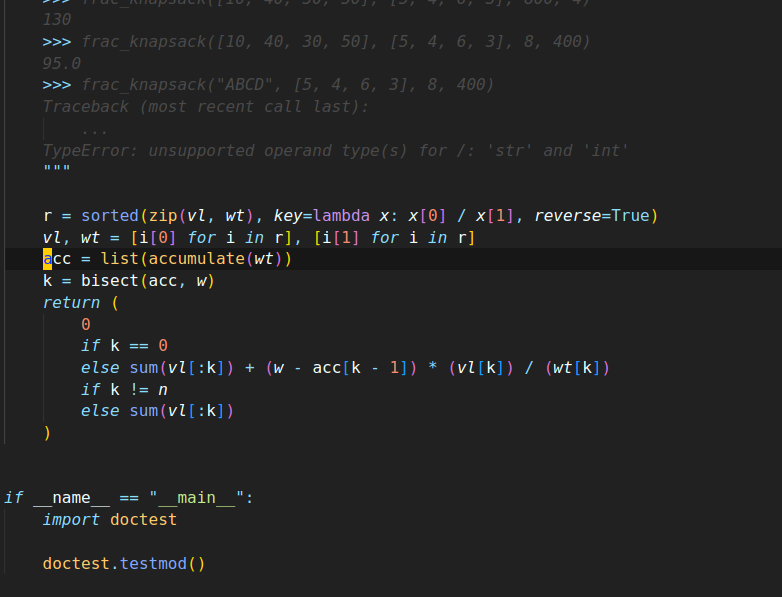 >>> frac_knapsack([10, 40, 30, 50], [5, 4, 6, 3], 800, 4)
130
>>> frac_knapsack([10, 40, 30, 50], [5, 4, 6, 3], 8, 400)
95.0
>>> frac_knapsack("ABCD", [5, 4, 6, 3], 8, 400)
Traceback (most recent call last):
...
TypeError: unsupported operand type(s) for /: 'str' and 'int'
"""
r = sorted(zip(vl, wt), key=lambda x: x[0] / x[1], reverse=True)
vl, wt = [i[0] for i in r], [i[1] for i in r]
acc = list(accumulate(wt))
k = bisect(acc, w)
return (
0
if k == 0
else sum(vl[:k]) + (w - acc[k - 1]) * (vl[k]) / (wt[k])
if k != n
else sum(vl[:k])
)
if __name__ == "__main__":
import doctest
doctest.testmod()